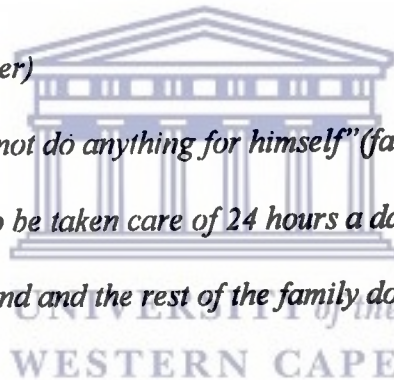 er)
not do anything for himself" (fa
o be taken care of 24 hours a da
nd and the rest of the family do
UNIVERSITY of the
WESTERN CAPE